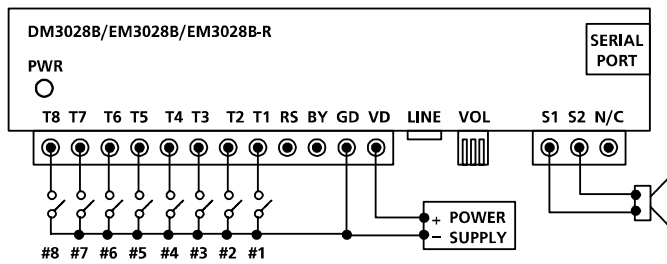 DM3028B/EM3028B/EM3028B-R
SERIAL
PORT
PWR
T8 T7 T6 T5 T4 T3 T2 T1 RS BY GD VD LINE VOL S1 S2 N/C
+ POWER
− SUPPLY
#8 #7 #6 #5 #4 #3 #2 #1